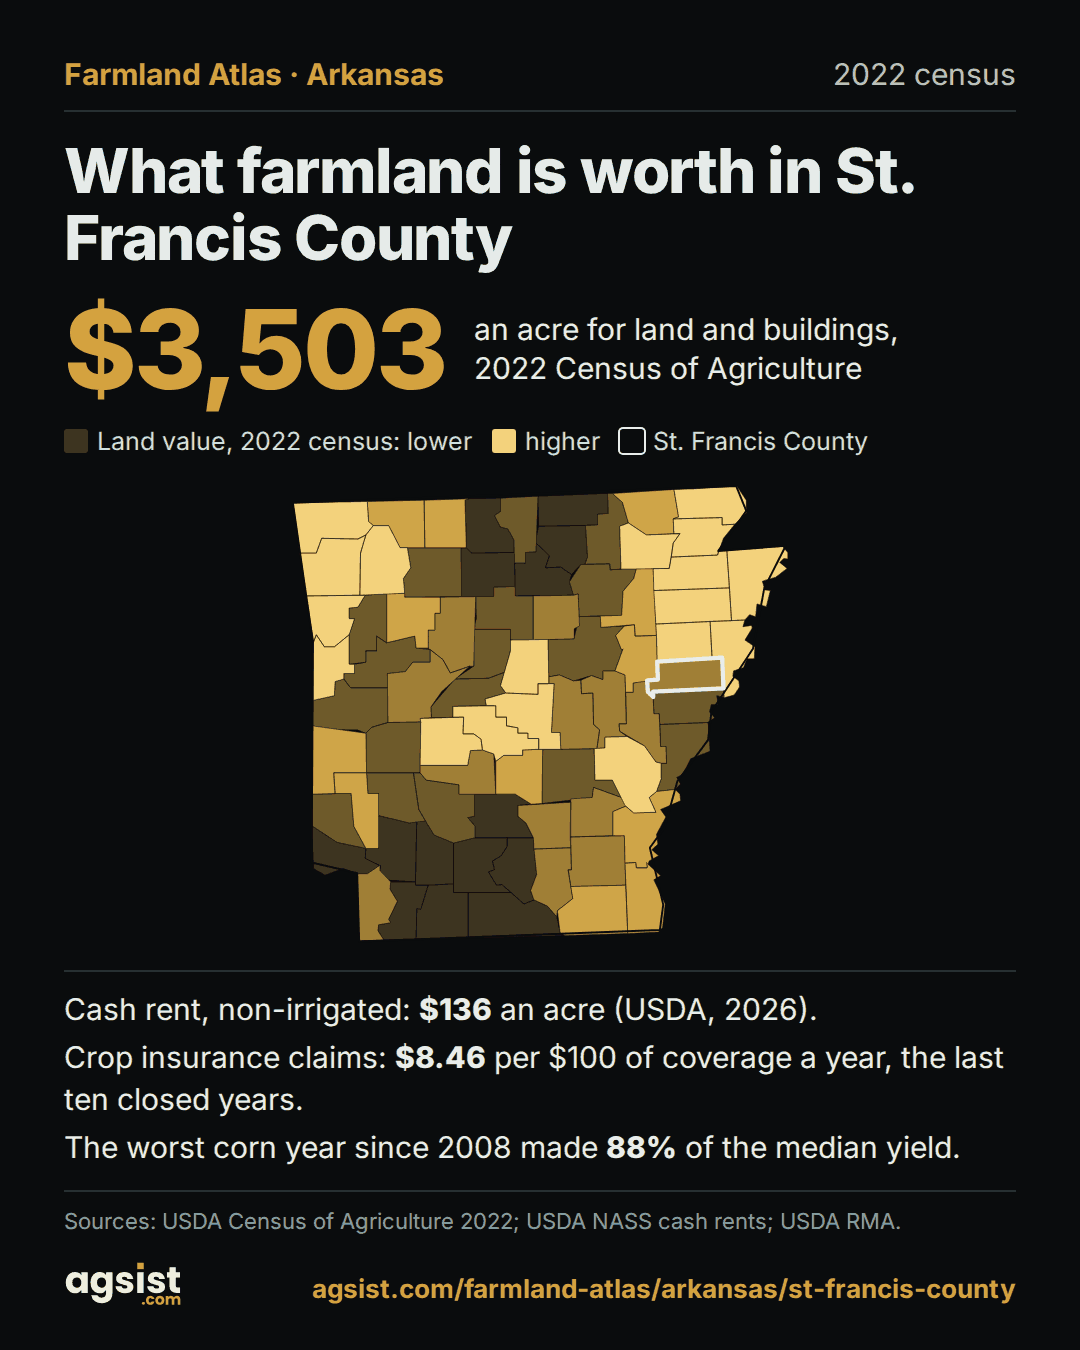 Farmland Atlas · Arkansas
2022 census
What farmland is worth in St.
Francis County
$3,503
an acre for land and buildings,
2022 Census of Agriculture
Land value, 2022 census: lower
higher
St. Francis County
Cash rent, non-irrigated: $136 an acre (USDA, 2026).
Crop insurance claims: $8.46 per $100 of coverage a year, the last
ten closed years.
The worst corn year since 2008 made 88% of the median yield.
Sources: USDA Census of Agriculture 2022; USDA NASS cash rents; USDA RMA.
agsist
.com
agsist.com/farmland-atlas/arkansas/st-francis-county